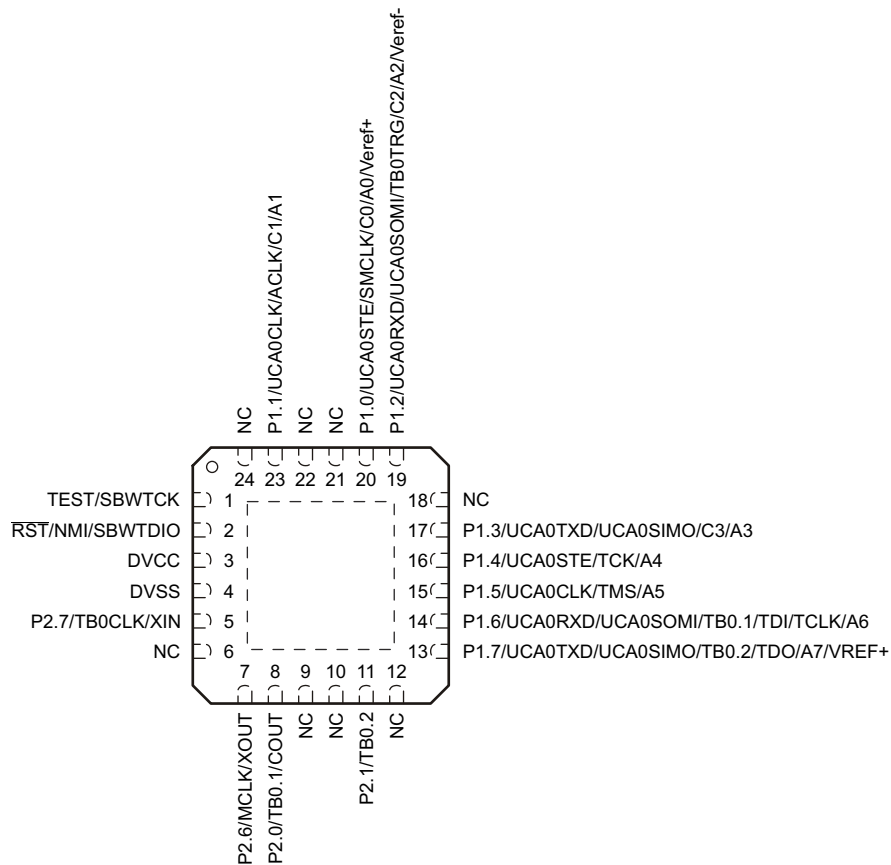 P1.1/UCA0CLK/ACLK/C1/A1
P1.0/UCA0STE/SMCLK/C0/A0/Veref+
P1.2/UCA0RXD/UCA0SOMI/TB0TRG/C2/A2/Veref-
NC
NC
NC
24
23
22
21
20
19
TEST/SBWTCK 1
RST/NMI/SBWTDIO 2
DVCC 3
DVSS 4
P2.7/TB0CLK/XIN 5
NC 6
18 NC
17 P1.3/UCA0TXD/UCA0SIMO/C3/A3
16 P1.4/UCA0STE/TCK/A4
15 P1.5/UCA0CLK/TMS/A5
14 P1.6/UCA0RXD/UCA0SOMI/TB0.1/TDI/TCLK/A6
13 P1.7/UCA0TXD/UCA0SIMO/TB0.2/TDO/A7/VREF+
7
8
9
10
11
12
P2.6/MCLK/XOUT
P2.0/TB0.1/COUT
NC
NC
P2.1/TB0.2
NC